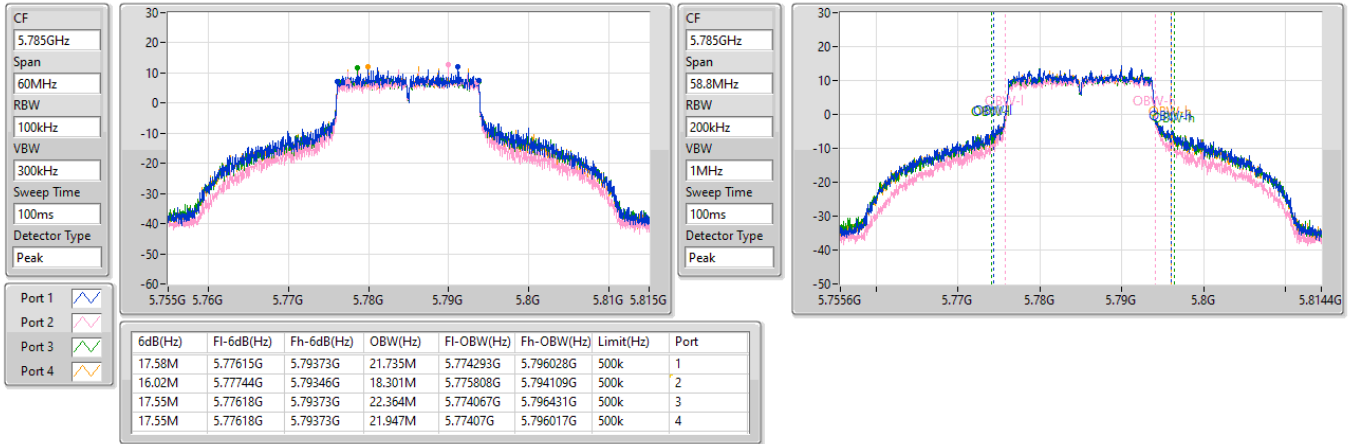 CF
5.785GHz
Span
60MHz
RBW
100kHz
VBW
300kHz
Sweep Time
100ms
Detector Type
Peak
30-
20-
10-
0-
-10-
-20-
-30-
-40-
-50-
-60-
5.755G 5.76G 5.77G 5.78G 5.79G 5.8G 5.81G 5.815G
CF
5.785GHz
Span
58.8MHz
RBW
200kHz
VBW
1MHz
Sweep Time
100ms
Detector Type
Peak
30-
20-
10-
0-
-10-
-20-
-30-
-40-
-50-
OBW-l
OBW-l
OBW-h
5.7556G 5.77G 5.78G 5.79G 5.8G 5.8144G
Port 1
Port 2
Port 3
Port 4
6dB(Hz) Fl-6dB(Hz) Fh-6dB(Hz) OBW(Hz) Fl-OBW(Hz) Fh-OBW(Hz) Limit(Hz) Port
17.58M 5.77615G 5.79373G 21.735M 5.774293G 5.796028G 500k 1
16.02M 5.77744G 5.79346G 18.301M 5.775808G 5.794109G 500k 2
17.55M 5.77618G 5.79373G 22.364M 5.774067G 5.796431G 500k 3
17.55M 5.77618G 5.79373G 21.947M 5.77407G 5.796017G 500k 4